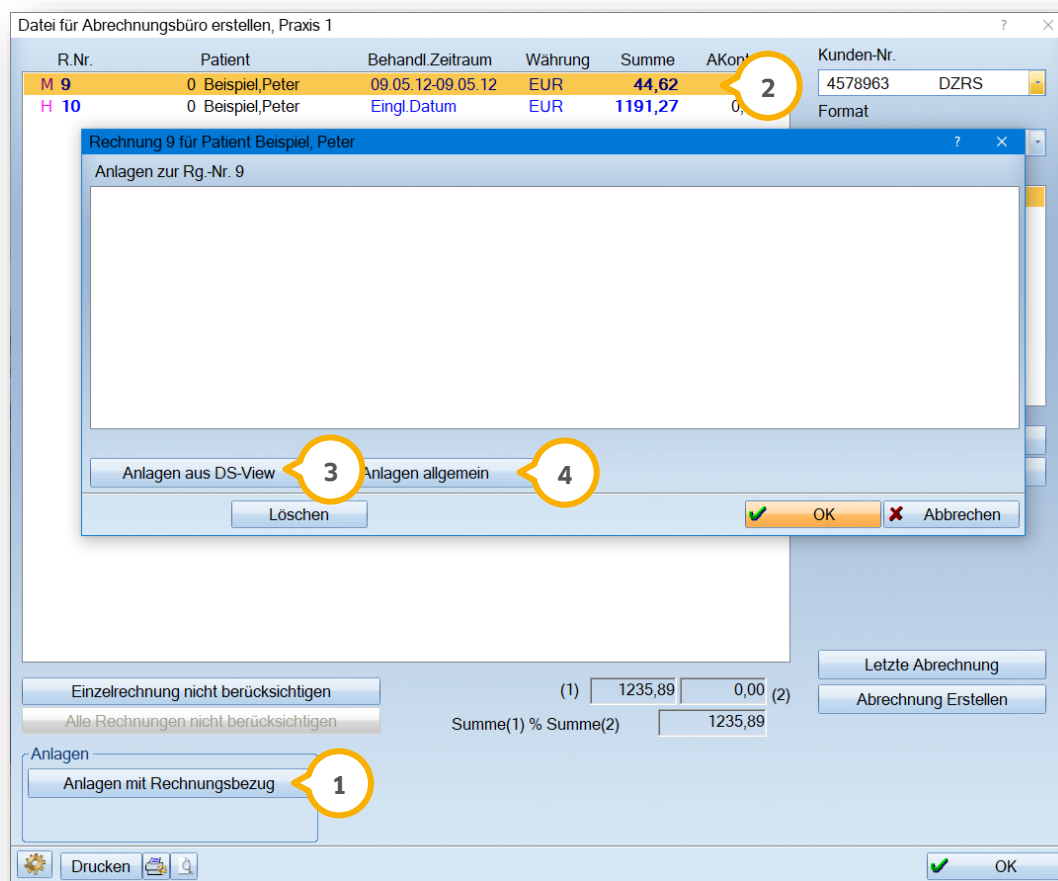 Datei für Abrechnungsbüro erstellen, Praxis 1 ? ×
R.Nr. Patient Behandl.Zeitraum Währung Summe AKont
M 9 0 Beispiel,Peter 09.05.12-09.05.12 EUR 44,62
H 10 0 Beispiel,Peter Eingl.Datum EUR 1191,27 0,
2
Kunden-Nr.
4578963 DZRS
Format
Rechnung 9 für Patient Beispiel, Peter ? ×
Anlagen zur Rg.-Nr. 9
Anlagen aus DS-View 3 Anlagen allgemein 4
Löschen OK Abbrechen
Letzte Abrechnung
Abrechnung Erstellen
Einzelrechnung nicht berücksichtigen (1) 1235,89 0,00 (2)
Alle Rechnungen nicht berücksichtigen Summe(1) % Summe(2) 1235,89
Anlagen
Anlagen mit Rechnungsbezug 1
Drucken OK